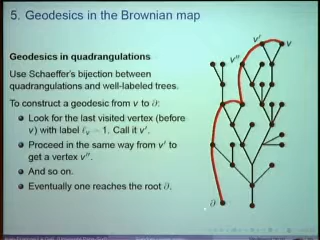 5. Geodesics in the Brownian map
Geodesics in quadrangulations
Use Schaeffer's bijection between
quadrangulations and well-labeled trees.
To construct a geodesic from v to ∂:
Look for the last visited vertex (before
v) with label ℓv − 1. Call it v′.
Proceed in the same way from v′ to
get a vertex v″.
And so on.
Eventually one reaches the root ∂.
v′
v
v″
∂